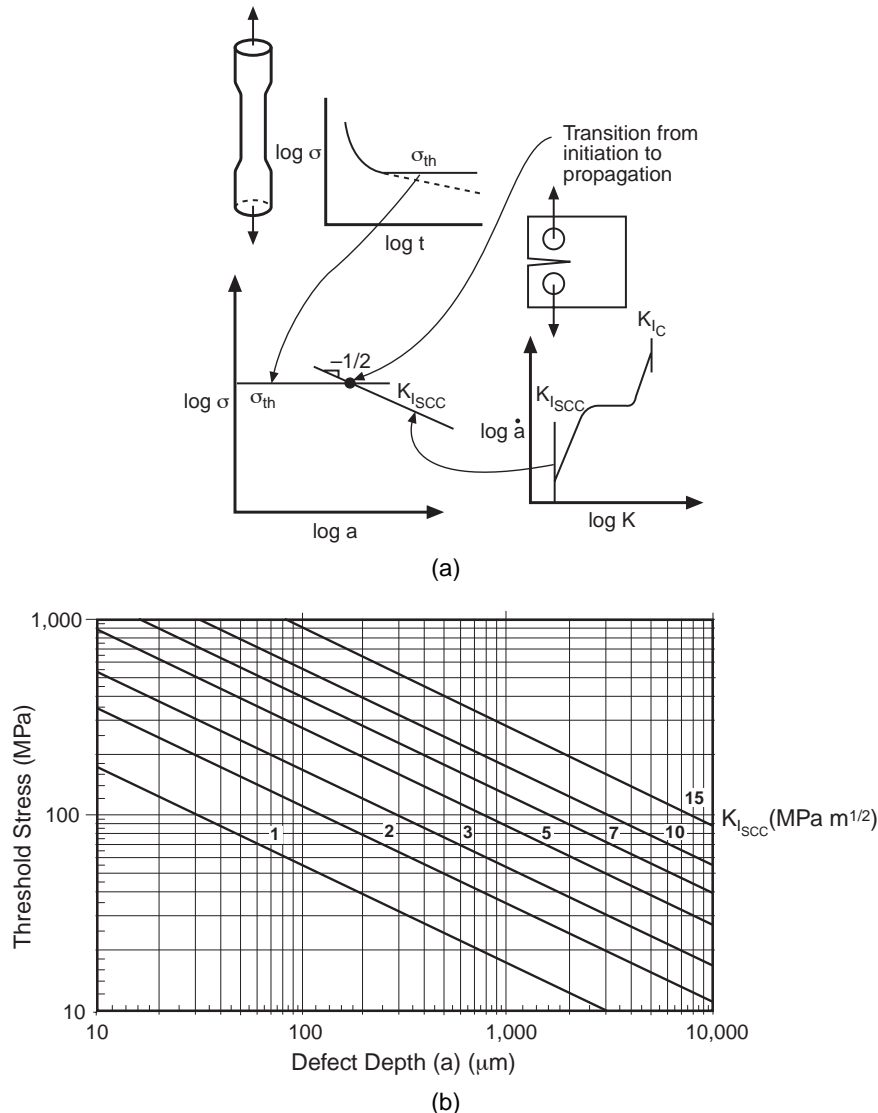 log σ
σth
log t
Transition from
initiation to
propagation
log σ
σth
–1/2
KISCC
log a
KIC
KISCC
log ȧ
log K
(a)
1,000
100
10
Threshold Stress (MPa)
1
2
3
5
7
10
15
KISCC (MPa m1/2)
10
100
1,000
10,000
Defect Depth (a) (μm)
(b)